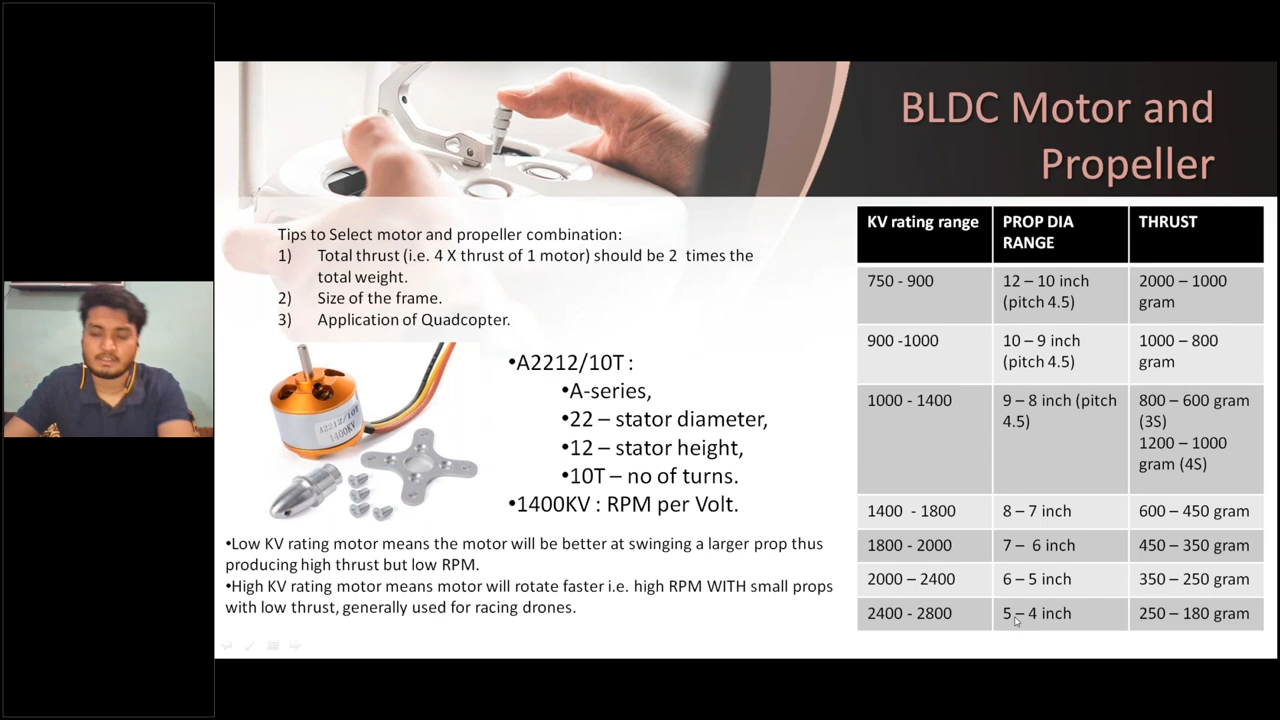 BLDC Motor and
Propeller
Tips to Select motor and propeller combination:
1) Total thrust (i.e. 4 X thrust of 1 motor) should be 2 times the
total weight.
2) Size of the frame.
3) Application of Quadcopter.
A2212/10T
1400KV
•A2212/10T :
•A-series,
•22 – stator diameter,
•12 – stator height,
•10T – no of turns.
•1400KV : RPM per Volt.
•Low KV rating motor means the motor will be better at swinging a larger prop thus
producing high thrust but low RPM.
•High KV rating motor means motor will rotate faster i.e. high RPM WITH small props
with low thrust, generally used for racing drones.
KV rating range PROP DIA THRUST
RANGE
750 - 900 12 – 10 inch 2000 – 1000
(pitch 4.5) gram
900 -1000 10 – 9 inch 1000 – 800
(pitch 4.5) gram
1000 - 1400 9 – 8 inch (pitch 800 – 600 gram
4.5) (3S)
1200 – 1000
gram (4S)
1400 - 1800 8 – 7 inch 600 – 450 gram
1800 - 2000 7 – 6 inch 450 – 350 gram
2000 – 2400 6 – 5 inch 350 – 250 gram
2400 - 2800 5 – 4 inch 250 – 180 gram